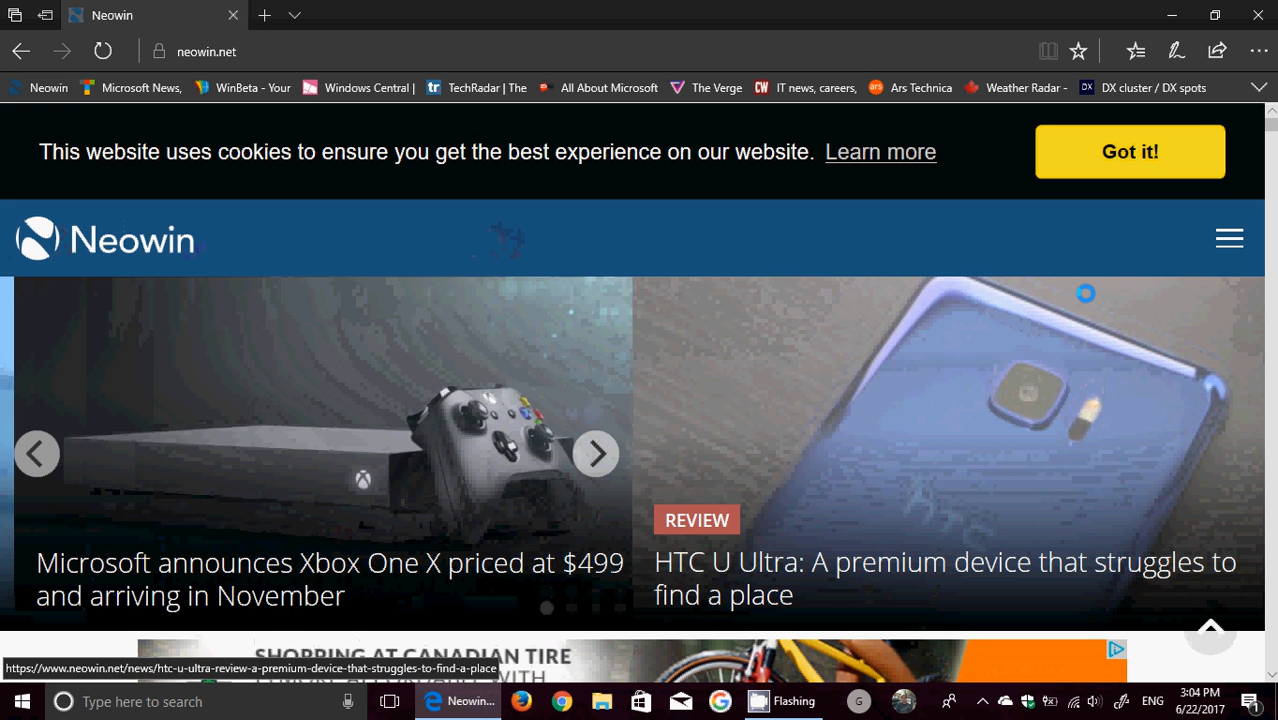 Neowin
neowin.net
Neowin
Microsoft News,
WinBeta - Your
Windows Central |
TechRadar | The
All About Microsoft
The Verge
CW IT news, careers,
Ars Technica
Weather Radar -
DX DX cluster / DX spots
This website uses cookies to ensure you get the best experience on our website. Learn more
Got it!
Neowin
REVIEW
Microsoft announces Xbox One X priced at $499
and arriving in November
HTC U Ultra: A premium device that struggles to
find a place
SHOPPING AT CANADIAN TIRE
https://www.neowin.net/news/htc-u-ultra-review-a-premium-device-that-struggles-to-find-a-place
Type here to search
Neowin...
Flashing
G
ENG
3:04 PM
6/22/2017
1